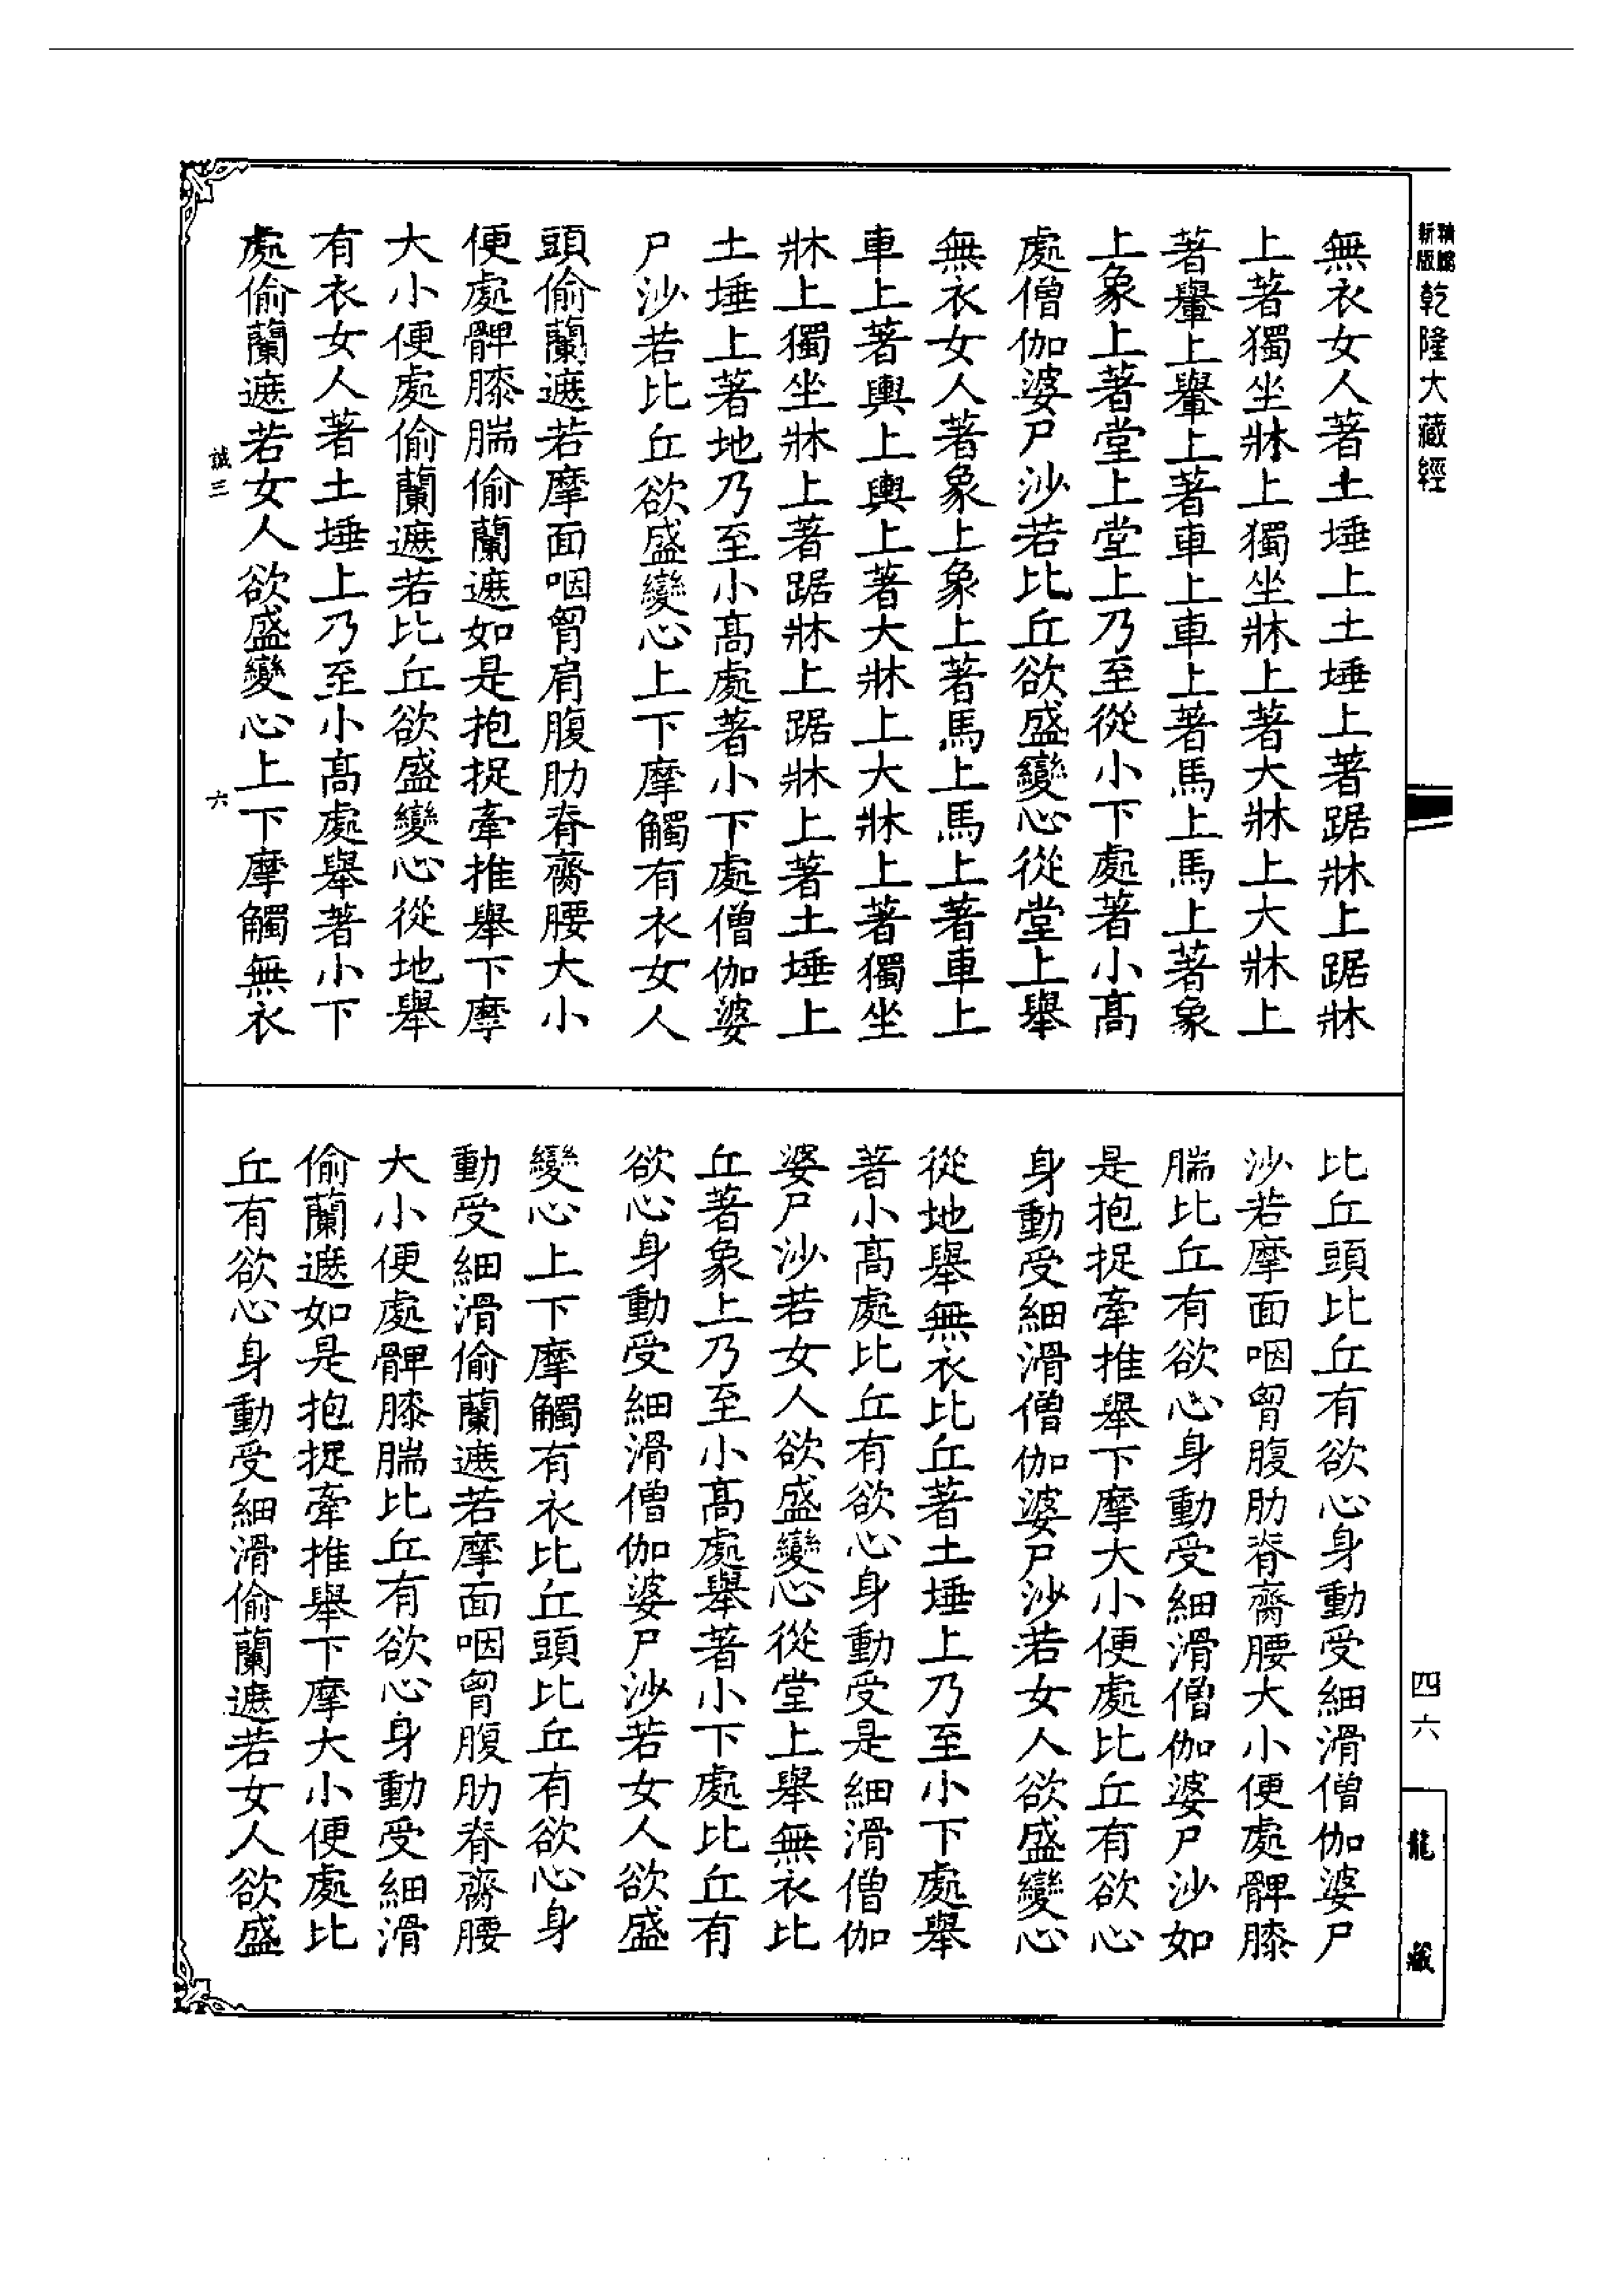 乾隆大藏經
無衣女人著土埵上土埵上著踞牀上踞牀
上著獨坐牀上獨坐牀上著大牀上大牀上
著轝上轝上著車上車上著馬上馬上著象
上象上著堂上堂上乃至從小下處著小高
處僧伽婆尸沙若比丘欲盛變心從堂上舉
無衣女人著象上象上著馬上馬上著車上
車上著輿上輿上著大牀上大牀上著獨坐
牀上獨坐牀上著踞牀上踞牀上著土埵上
土埵上著地乃至小高處著小下處僧伽婆
尸沙若比丘欲盛變心上下摩觸有衣女人
頭偷蘭遮若摩面咽胷肩腹肋脊齎腰大小
便處髀膝腨偷蘭遮如是抱捉牽推舉下摩
大小便處偷蘭遮若比丘欲盛變心從地舉
有衣女人著土埵上乃至小高處舉著小下
處偷蘭遮若女人欲盛變心上下摩觸無衣
誠三
六
比丘頭比丘有欲心身動受細滑僧伽婆尸
沙若摩面咽胷腹肋脊齎腰大小便處髀膝
腨比丘有欲心身動受細滑僧伽婆尸沙如
是抱捉牽推舉下摩大小便處比丘有欲心
身動受細滑僧伽婆尸沙若女人欲盛變心
從地舉無衣比丘著土埵上乃至小下處舉
著小高處比丘有欲心身動受是細滑僧伽
婆尸沙若女人欲盛變心從堂上舉無衣比
丘著象上乃至小高處舉著小下處比丘有
欲心身動受細滑僧伽婆尸沙若女人欲盛
變心上下摩觸有衣比丘頭比丘有欲心身
動受細滑偷蘭遮若摩面咽胷腹肋脊齎腰
大小便處髀膝腨比丘有欲心身動受細滑
偷蘭遮如是抱捉牽推舉下摩大小便處比
丘有欲心身動受細滑偷蘭遮若女人欲盛
四六
龍藏